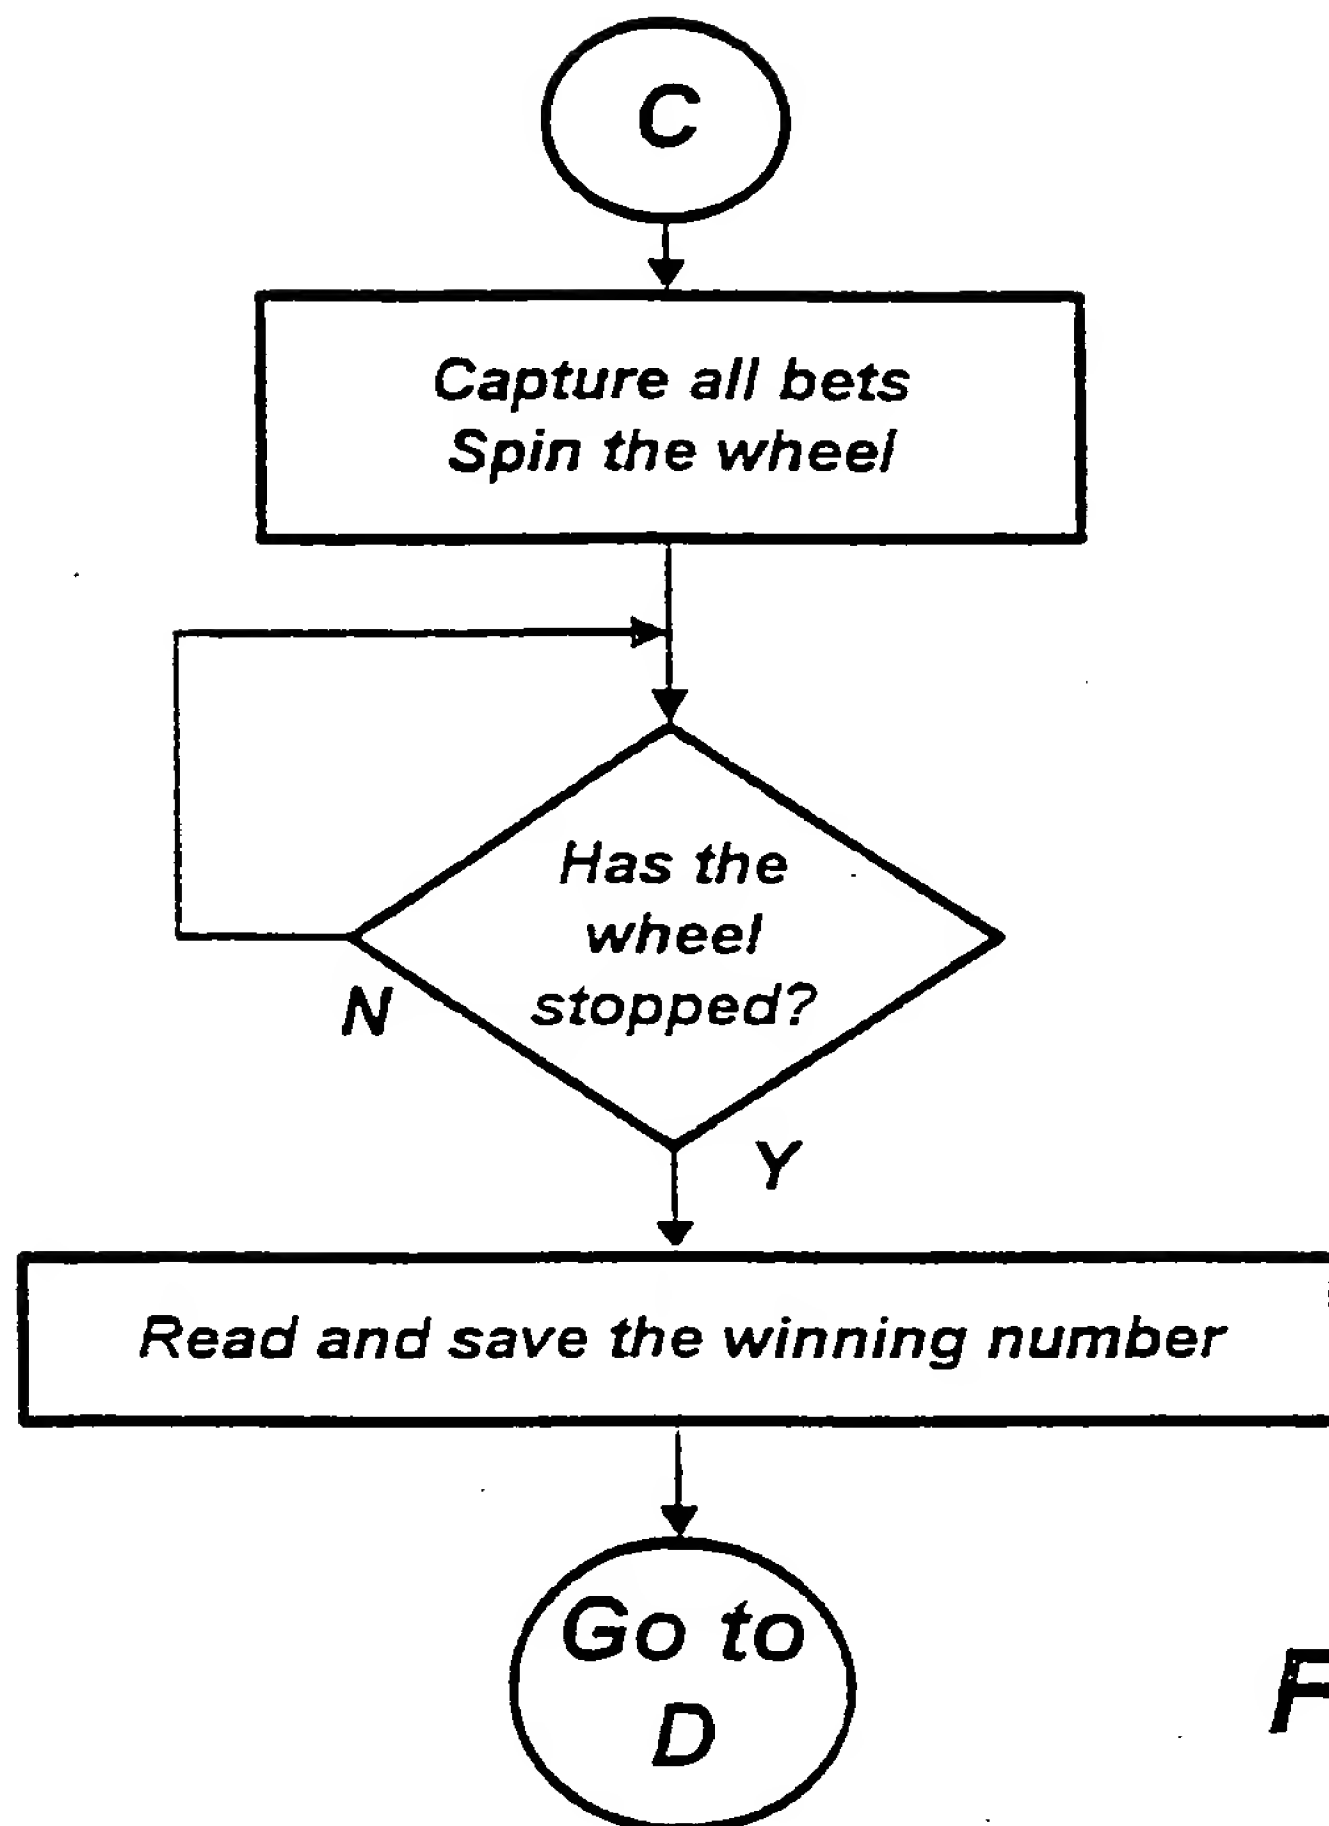 C
Capture all bets
Spin the wheel
Has the
wheel
stopped?
N
Y
Read and save the winning number
Go to
D
F